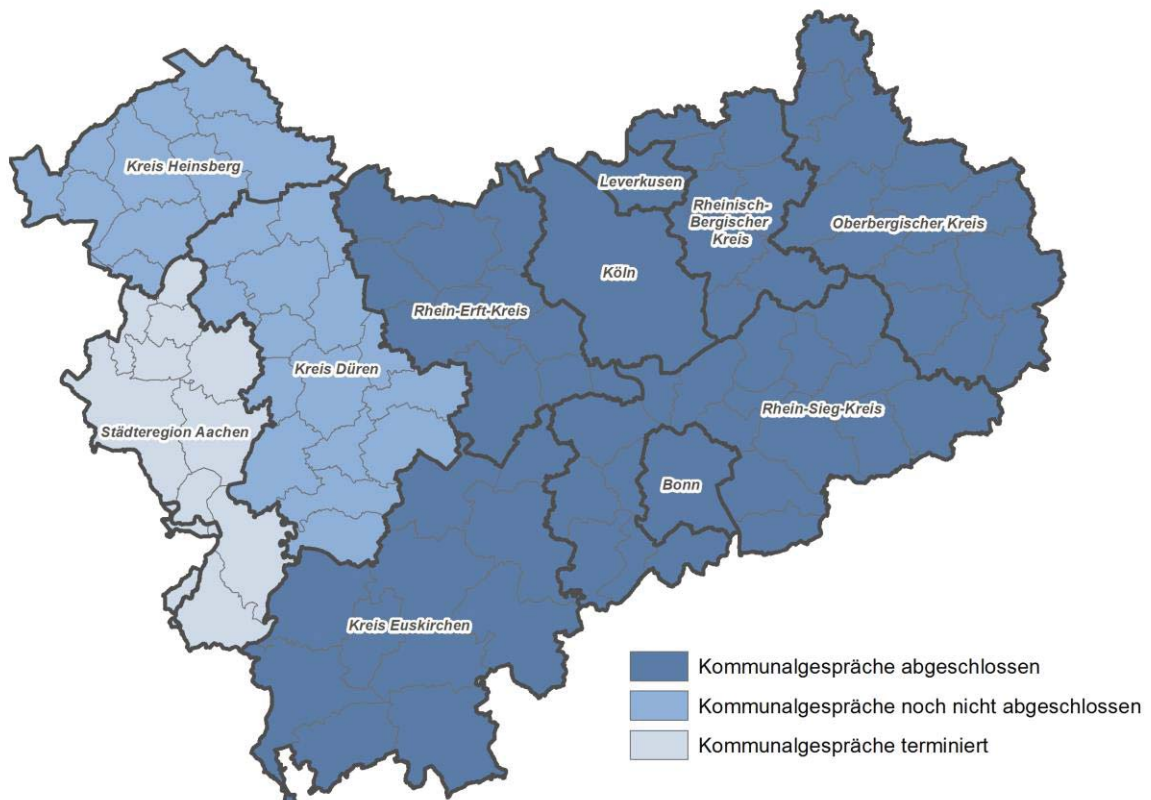 Kreis Heinsberg
Leverkusen
Rheinisch-
Bergischer
Kreis
Oberbergischer Kreis
Köln
Rhein-Erft-Kreis
Kreis Düren
Rhein-Sieg-Kreis
Städteregion Aachen
Bonn
Kreis Euskirchen
Kommunalgespräche abgeschlossen
Kommunalgespräche noch nicht abgeschlossen
Kommunalgespräche terminiert